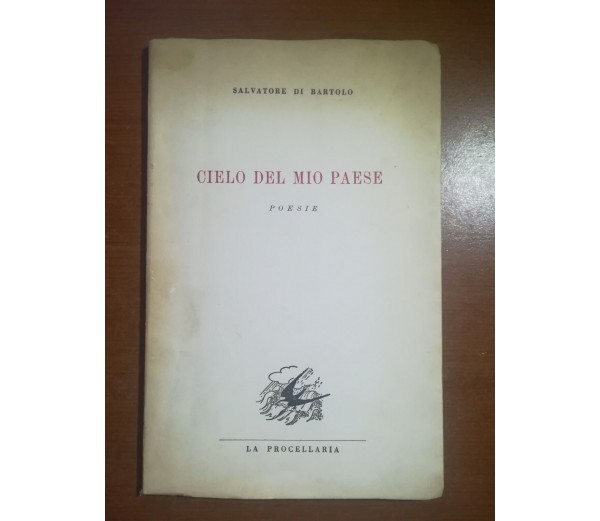 SALVATORE DI BARTOLO
CIELO DEL MIO PAESE
POESIE
LA PROCELLARIA